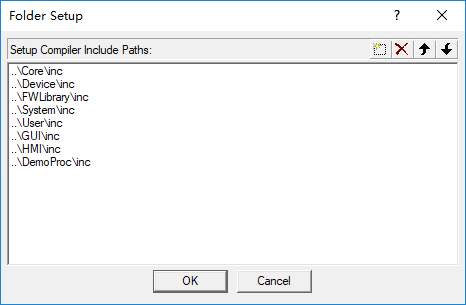 Folder Setup
Setup Compiler Include Paths:
..\Core\inc
..\Device\inc
..\FWLibrary\inc
..\System\inc
..\User\inc
..\GUI\inc
..\HMI\inc
..\DemoProc\inc
OK Cancel